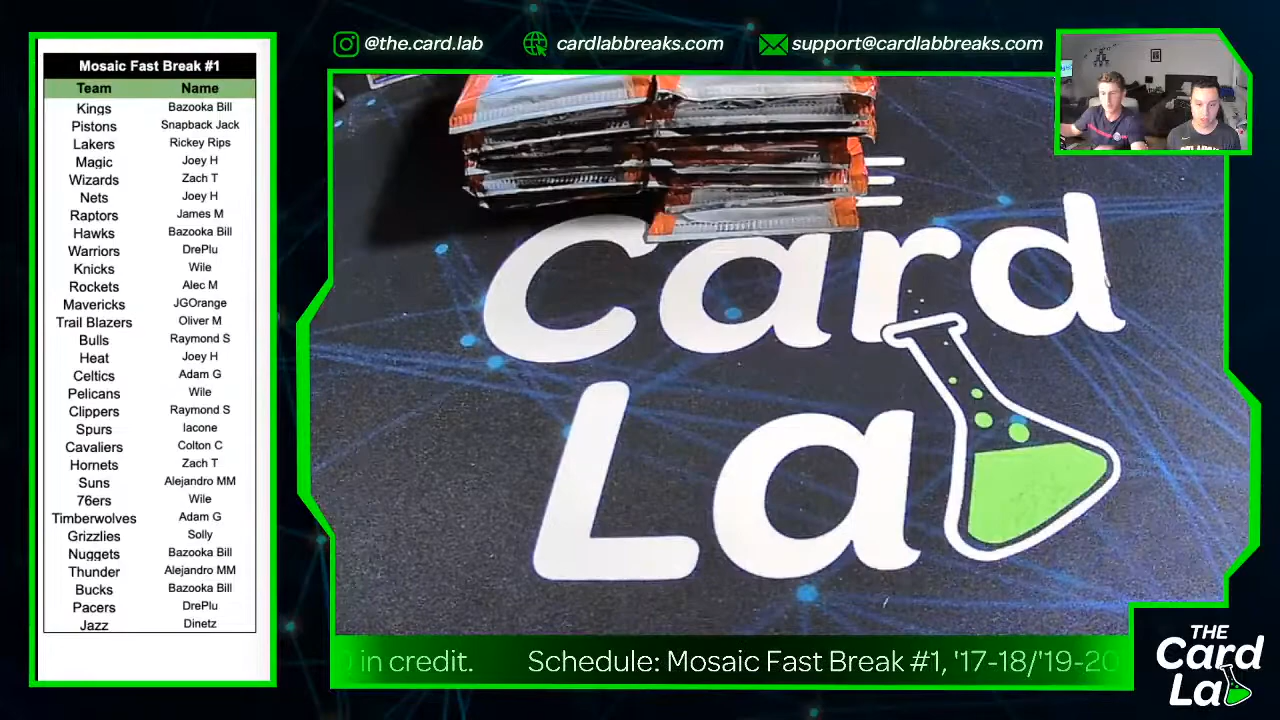 @the.card.lab
cardlabbreaks.com
support@cardlabbreaks.com
Mosaic Fast Break #1
Team Name
Kings Bazooka Bill
Pistons Snapback Jack
Lakers Rickey Rips
Magic Joey H
Wizards Zach T
Nets Joey H
Raptors James M
Hawks Bazooka Bill
Warriors DrePlu
Knicks Wile
Rockets Alec M
Mavericks JGOrange
Trail Blazers Oliver M
Bulls Raymond S
Heat Joey H
Celtics Adam G
Pelicans Wile
Clippers Raymond S
Spurs Iacone
Cavaliers Colton C
Hornets Zach T
Suns Alejandro MM
76ers Wile
Timberwolves Adam G
Grizzlies Solly
Nuggets Bazooka Bill
Thunder Alejandro MM
Bucks Bazooka Bill
Pacers DrePlu
Jazz Dinetz
Card
La
in credit. Schedule: Mosaic Fast Break #1, '17-18/'19-20
THE
Card
La